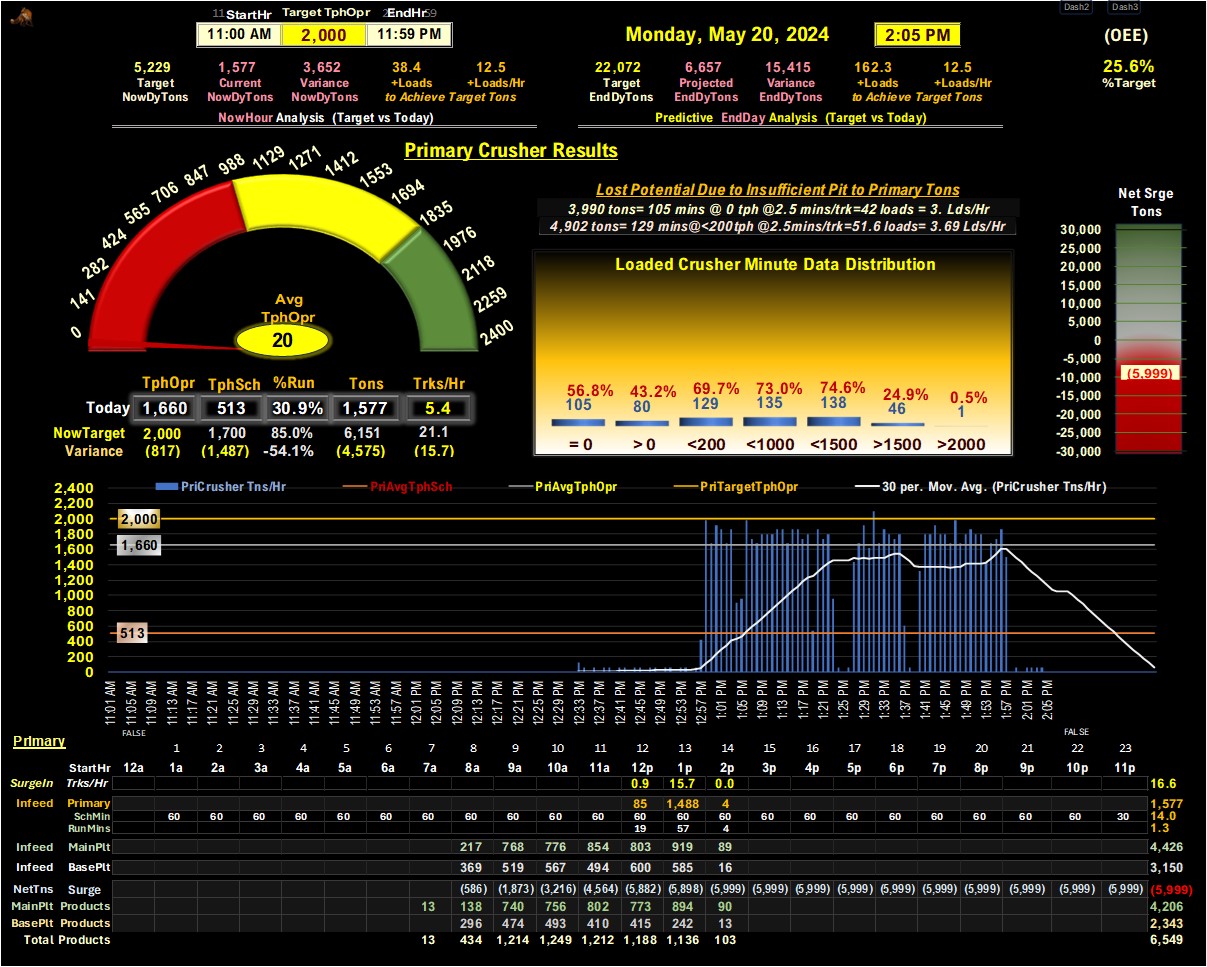 Dash2 Dash3
11 StartHr Target TphOpr EndHr 59
11:00 AM 2,000 11:59 PM
Monday, May 20, 2024 2:05 PM (OEE)
5,229 1,577 3,652 38.4 12.5
Target Current Variance +Loads +Loads/Hr
NowDyTons NowDyTons NowDyTons to Achieve Target Tons
NowHour Analysis (Target vs Today)
22,072 6,657 15,415 162.3 12.5 25.6%
Target Projected Variance +Loads +Loads/Hr %Target
EndDyTons EndDyTons EndDyTons to Achieve Target Tons
Predictive EndDay Analysis (Target vs Today)
Primary Crusher Results
0 141 282 424 565 706 847 988 1129 1271 1412 1553 1694 1835 1976 2118 2259 2400
Avg
TphOpr
20
Lost Potential Due to Insufficient Pit to Primary Tons
3,990 tons= 105 mins @ 0 tph @2.5 mins/trk=42 loads = 3. Lds/Hr
4,902 tons= 129 mins@<200tph @2.5mins/trk=51.6 loads= 3.69 Lds/Hr
Net Srge
Tons
30,000
25,000
20,000
15,000
10,000
5,000
0
-5,000
(5,999)
-10,000
-15,000
-20,000
-25,000
-30,000
Loaded Crusher Minute Data Distribution
56.8% 43.2% 69.7% 73.0% 74.6% 24.9% 0.5%
105 80 129 135 138 46 1
= 0 > 0 <200 <1000 <1500 >1500 >2000
TphOpr TphSch %Run Tons Trks/Hr
Today 1,660 513 30.9% 1,577 5.4
NowTarget 2,000 1,700 85.0% 6,151 21.1
Variance (817) (1,487) -54.1% (4,575) (15.7)
PriCrusher Tns/Hr PriAvgTphSch PriAvgTphOpr PriTargetTphOpr 30 per. Mov. Avg. (PriCrusher Tns/Hr)
2,400
2,200
2,000 2,000
1,800
1,600 1,660
1,400
1,200
1,000
800
600 513
400
200
0
11:01 AM 11:05 AM 11:09 AM 11:13 AM 11:17 AM 11:21 AM 11:25 AM 11:29 AM 11:33 AM 11:37 AM 11:41 AM 11:45 AM 11:49 AM 11:53 AM 11:57 AM 12:01 PM 12:05 PM 12:09 PM 12:13 PM 12:17 PM 12:21 PM 12:25 PM 12:29 PM 12:33 PM 12:37 PM 12:41 PM 12:45 PM 12:49 PM 12:53 PM 12:57 PM 1:01 PM 1:05 PM 1:09 PM 1:13 PM 1:17 PM 1:21 PM 1:25 PM 1:29 PM 1:33 PM 1:37 PM 1:41 PM 1:45 PM 1:49 PM 1:53 PM 1:57 PM 2:01 PM 2:05 PM
FALSE FALSE
Primary
1 2 3 4 5 6 7 8 9 10 11 12 13 14 15 16 17 18 19 20 21 22 23
StartHr 12a 1a 2a 3a 4a 5a 6a 7a 8a 9a 10a 11a 12p 1p 2p 3p 4p 5p 6p 7p 8p 9p 10p 11p
SurgeIn Trks/Hr 0.9 15.7 0.0 16.6
Infeed Primary 85 1,488 4 1,577
SchMin 60 60 60 60 60 60 60 60 60 60 60 60 60 60 60 60 60 60 60 60 60 60 30 14.0
RunMins 19 57 4 1.3
Infeed MainPlt 217 768 776 854 803 919 89 4,426
Infeed BasePlt 369 519 567 494 600 585 16 3,150
NetTns Surge (586) (1,873) (3,216) (4,564) (5,882) (5,898) (5,999) (5,999) (5,999) (5,999) (5,999) (5,999) (5,999) (5,999) (5,999) (5,999) (5,999)
MainPlt Products 13 138 740 756 802 773 894 90 4,206
BasePlt Products 296 474 493 410 415 242 13 2,343
Total Products 13 434 1,214 1,249 1,212 1,188 1,136 103 6,549